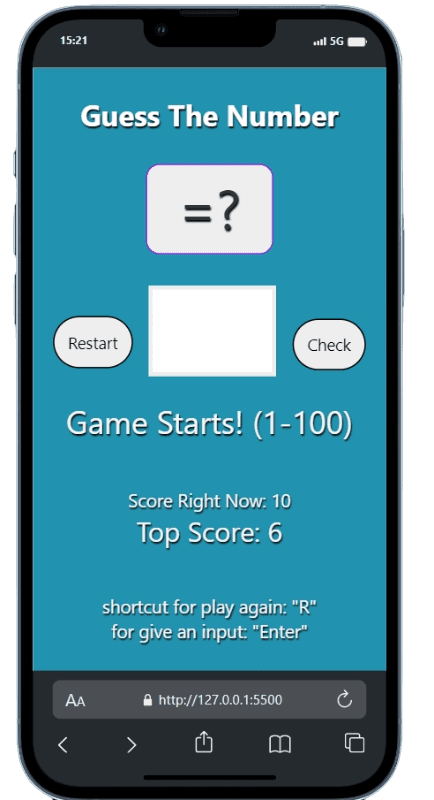 15:21
5G
Guess The Number
=?
Restart
Check
Game Starts! (1-100)
Score Right Now: 10
Top Score: 6
shortcut for play again: "R"
for give an input: "Enter"
AA
http://127.0.0.1:5500